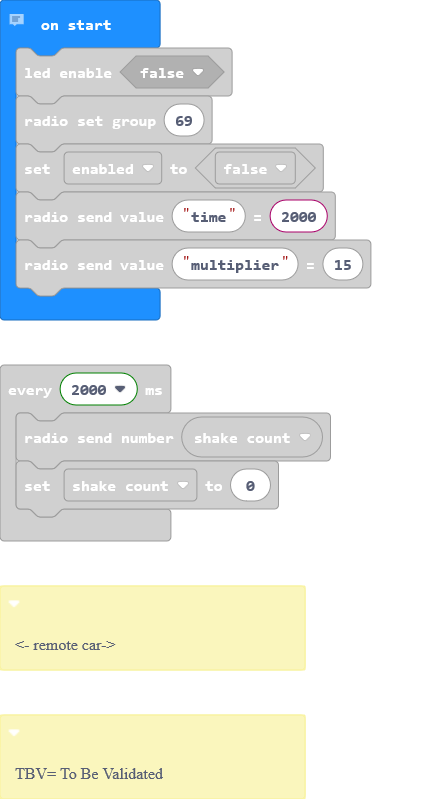 on start
led enable false
radio set group 69
set enabled to false
radio send value "time" = 2000
radio send value "multiplier" = 15
every 2000 ms
radio send number shake count
set shake count to 0
<- remote car->
TBV= To Be Validated